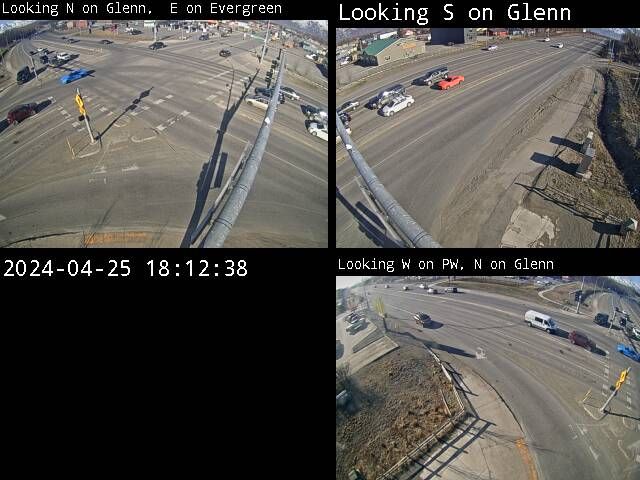 Looking N on Glenn,  E on Evergreen
Looking S on Glenn
2024-04-25 18:12:38
Looking W on PW, N on Glenn